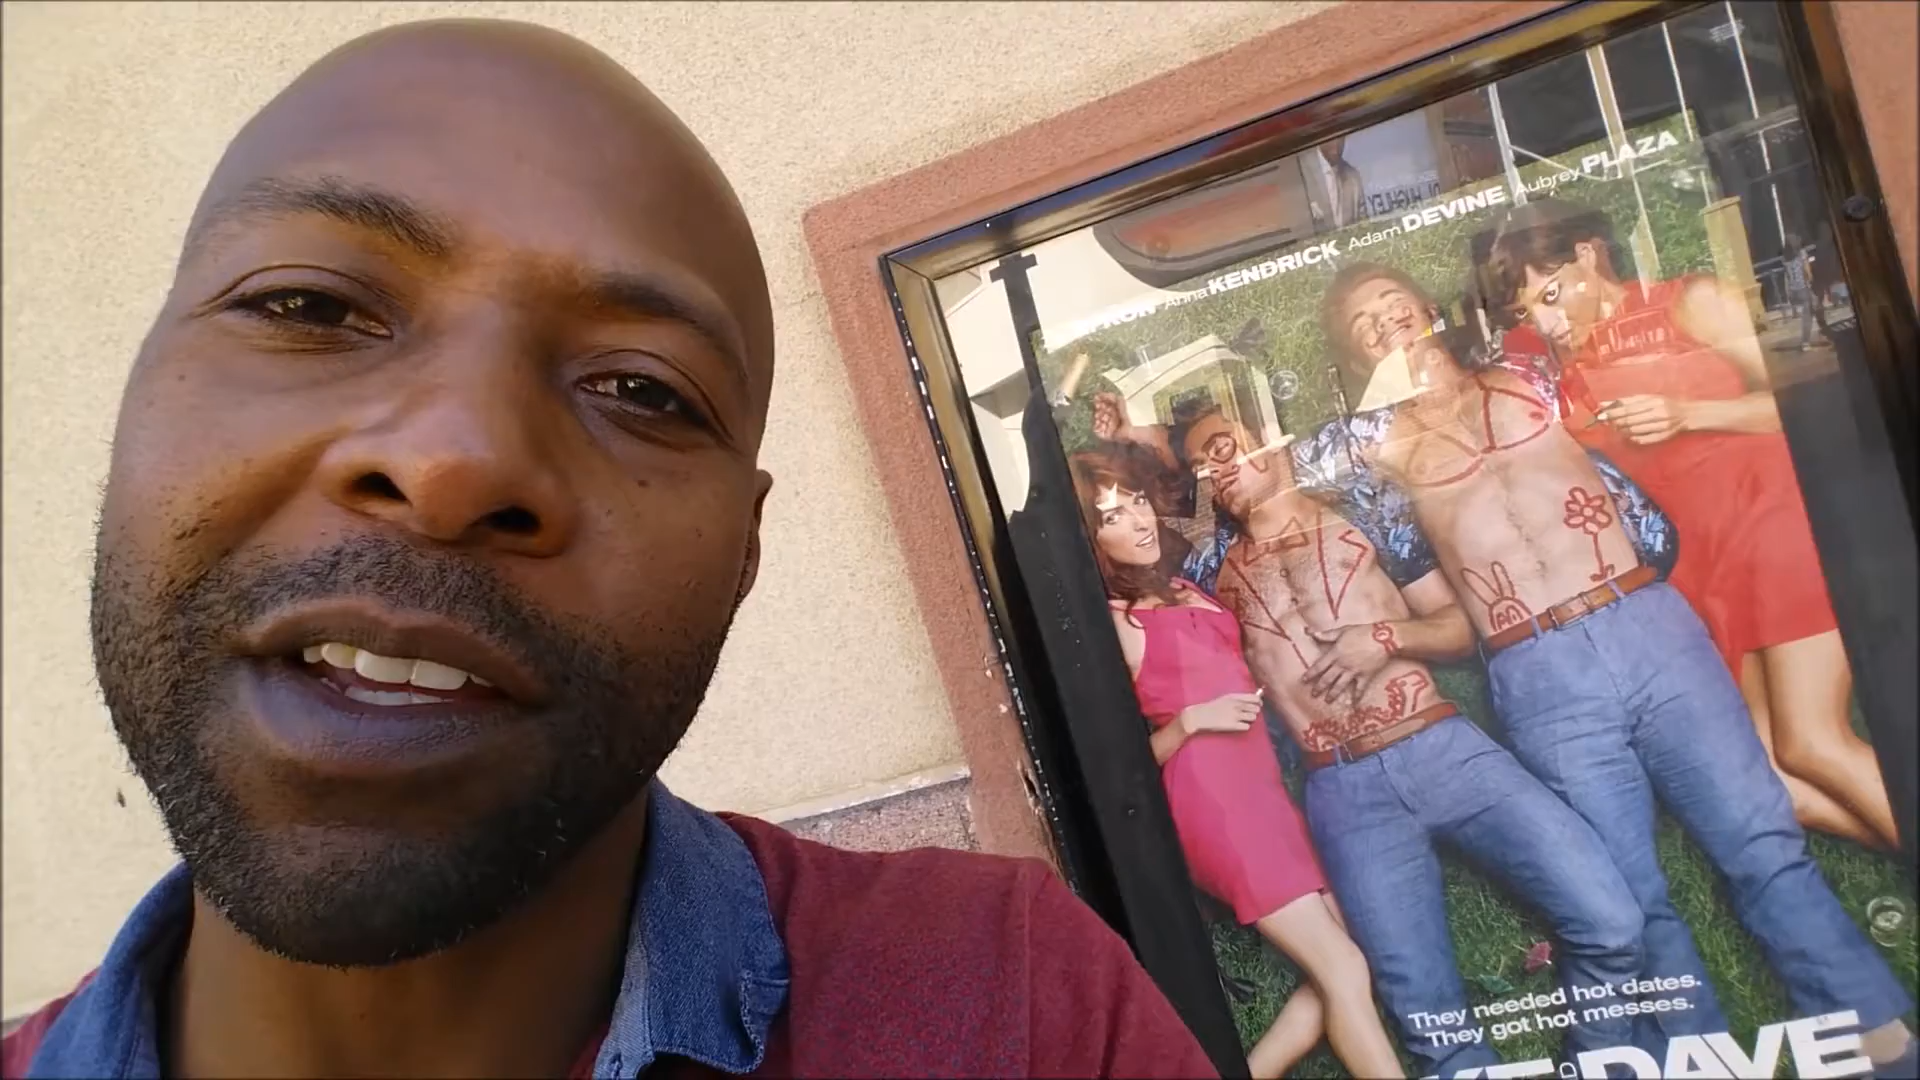 Anna KENDRICK Adam DEVINE Aubrey PLAZA
They needed hot dates.
They got hot messes.
DAVE